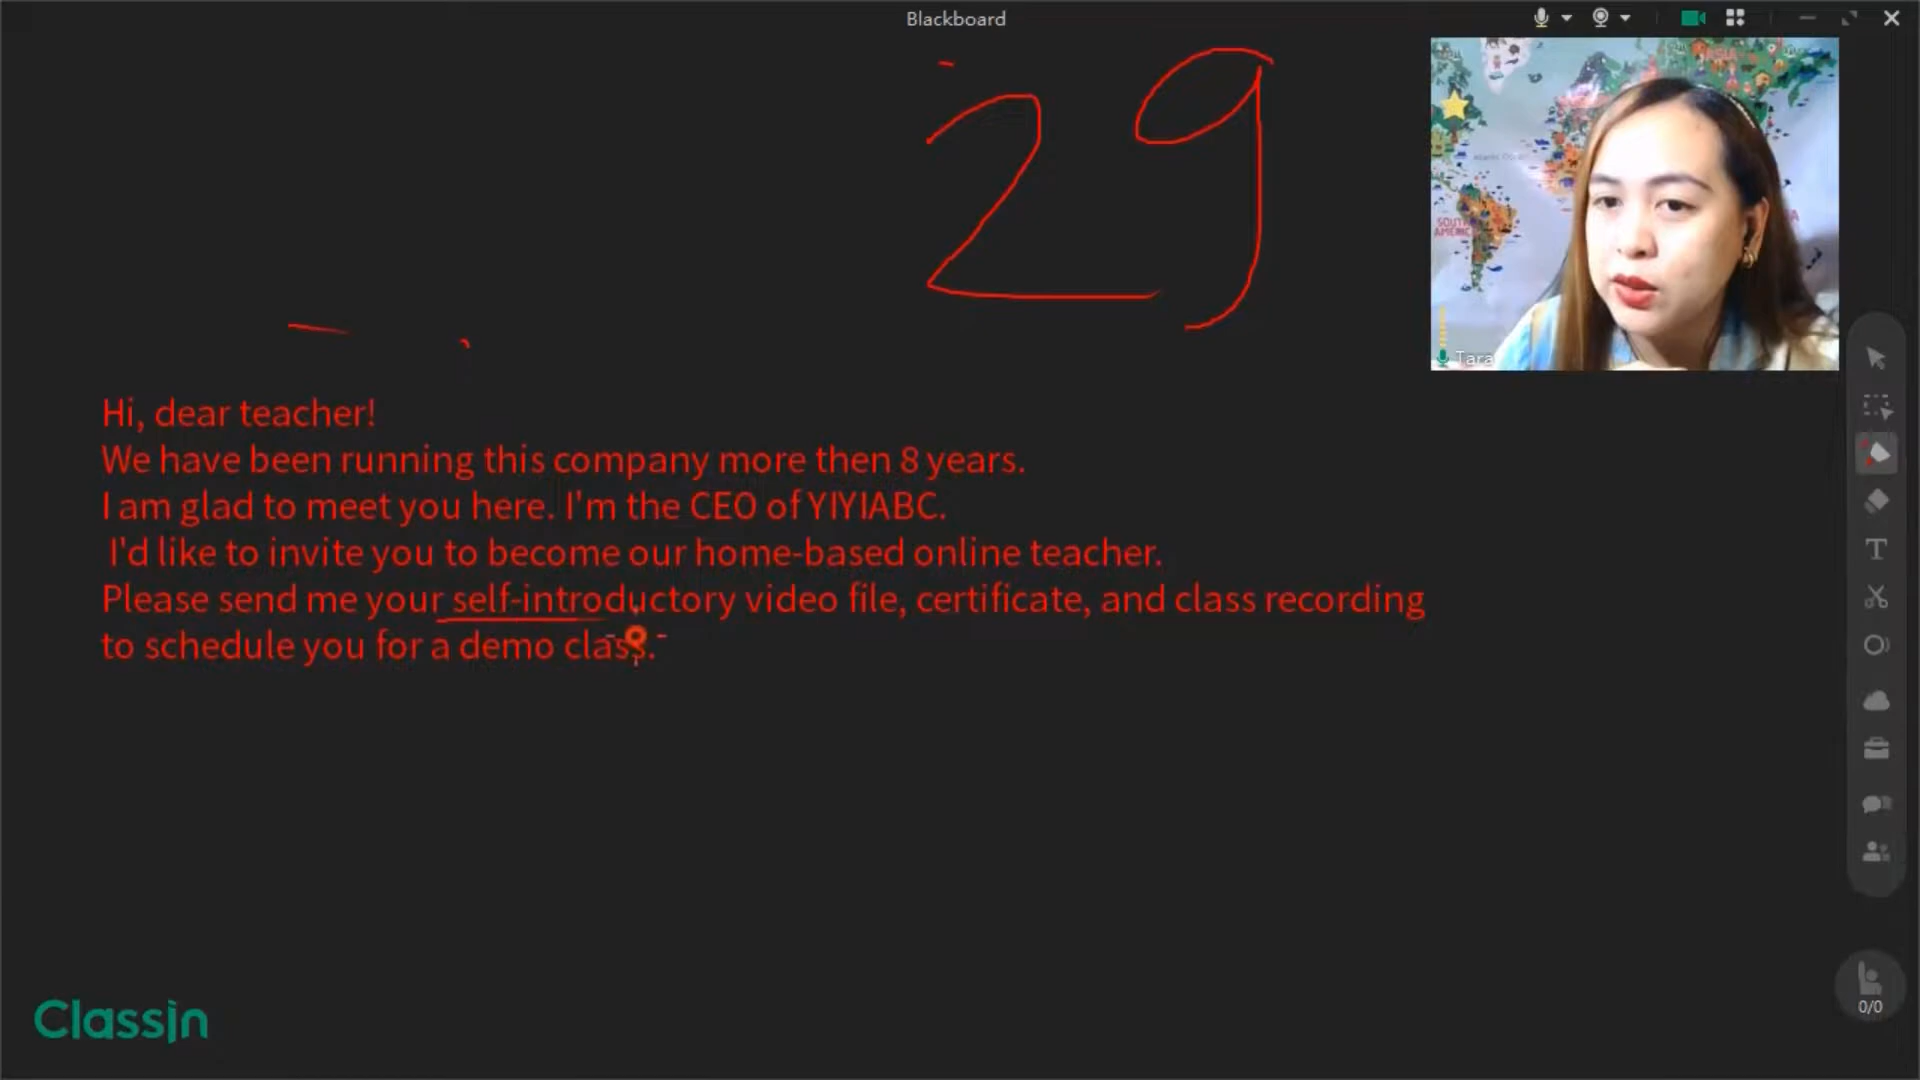 Blackboard
29
ASIA
SOUTH
AMERICA
Tara
Hi, dear teacher!
We have been running this company more then 8 years.
I am glad to meet you here. I'm the CEO of YIYIABC.
I'd like to invite you to become our home-based online teacher.
Please send me your self-introductory video file, certificate, and class recording
to schedule you for a demo class.
T
0/0
ClassIn